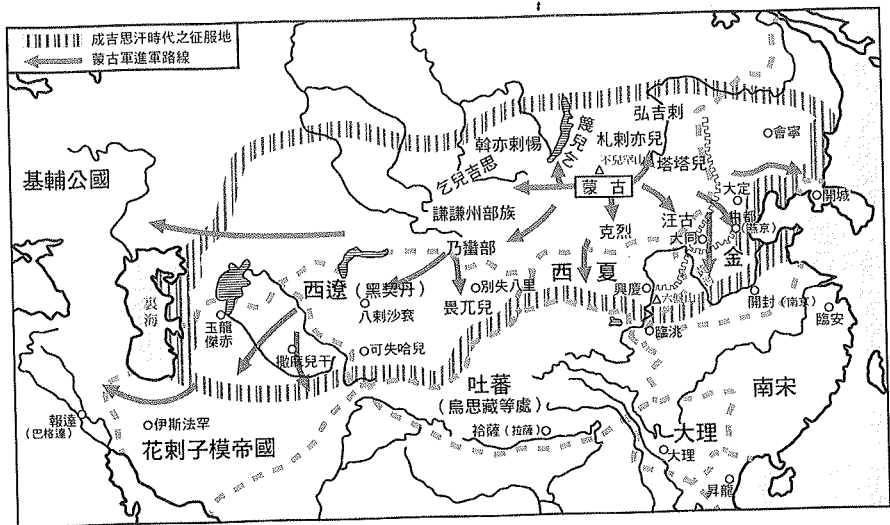 成吉思汗時代之征服地
蒙古軍進軍路線
弘吉剌
斡亦剌惕
蔑兒乞
札剌亦兒
會寧
不兒罕山
塔塔兒
基輔公國
乞兒吉思
蒙古
大定
開城
謙謙州部族
汪古
中都
(燕京)
克烈
大同
乃蠻部
金
西夏
西遼(黑契丹)
別失八里
興慶
六盤山
開封(南京)
裏海
八剌沙袞
畏兀兒
臨安
玉龍
傑赤
臨洮
撒麻兒干
可失哈兒
吐蕃
(烏思藏等處)
南宋
報達
(巴格達)
伊斯法罕
花剌子模帝國
袷薩(拉薩)
大理
大理
昇龍